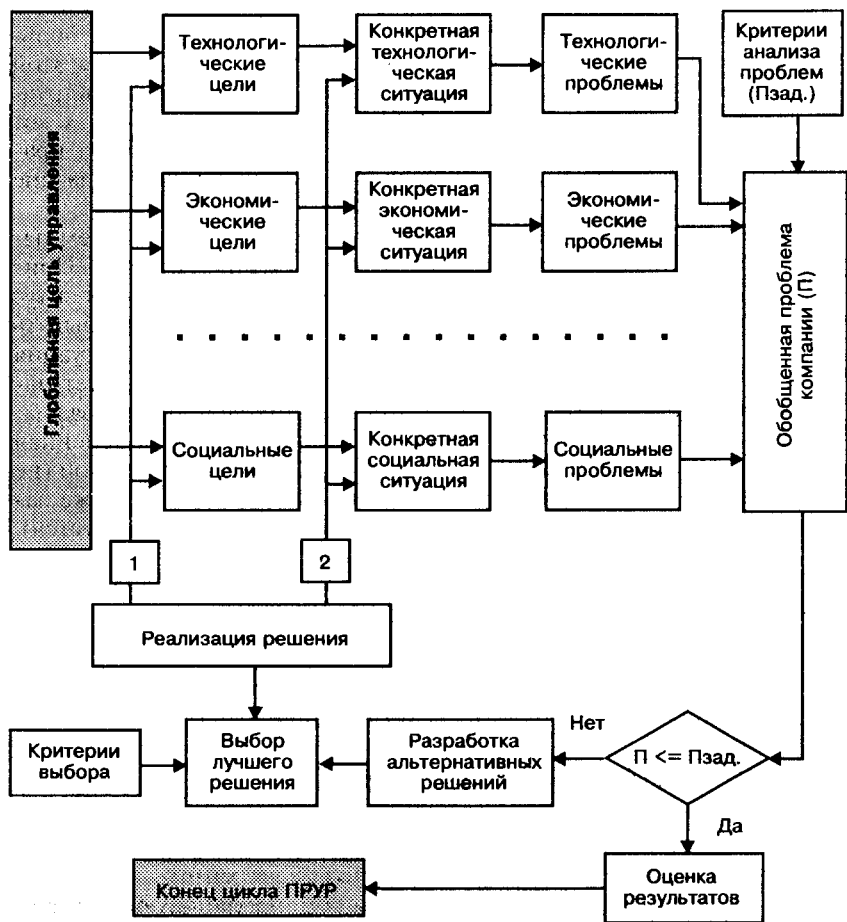 Глобальная цель управления
Технологи-
ческие
цели
Конкретная
технологи-
ческая
ситуация
Технологи-
ческие
проблемы
Критерии
анализа
проблем
(Пзад.)
Экономи-
ческие
цели
Конкретная
экономи-
ческая
ситуация
Экономи-
ческие
проблемы
Обобщенная проблема
компании (П)
Социальные
цели
Конкретная
социальная
ситуация
Социальные
проблемы
1
2
Реализация решения
Критерии
выбора
Выбор
лучшего
решения
Разработка
альтернативных
решений
Нет
П <= Пзад.
Да
Конец цикла ПРУР
Оценка
результатов